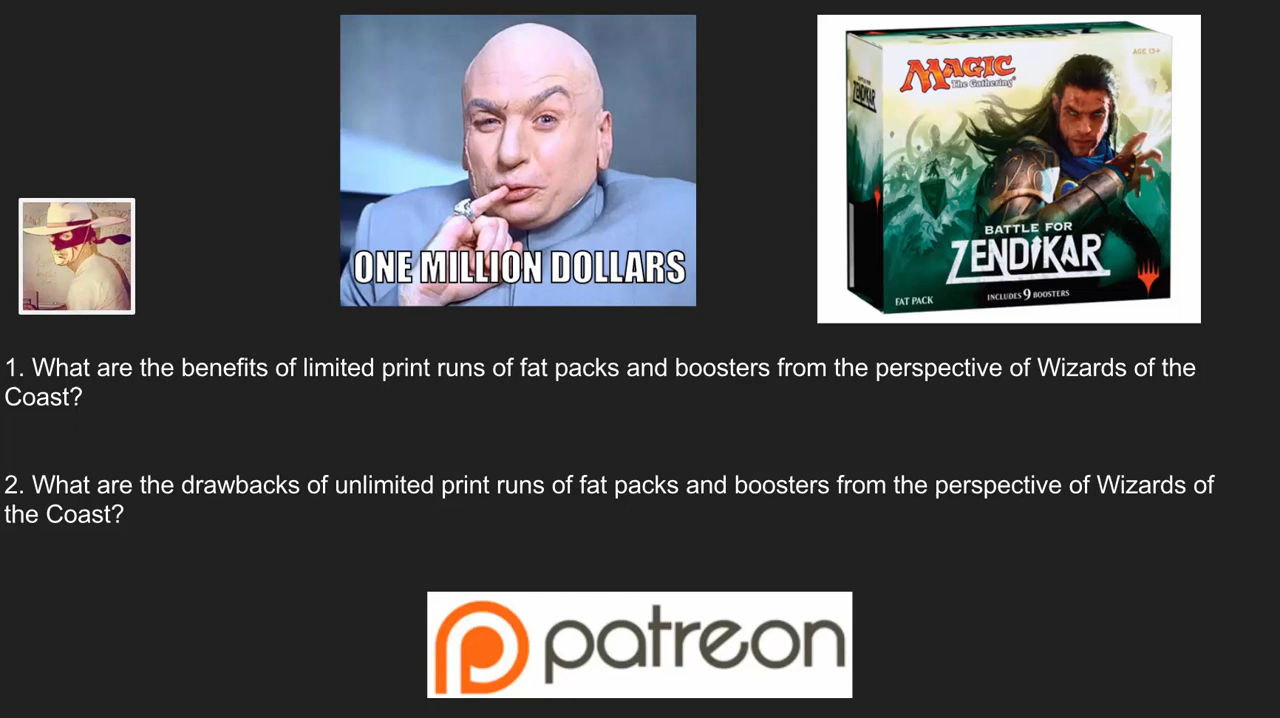 ONE MILLION DOLLARS
MAGIC
The Gathering®
AGE 13+
ZENDIKAR
BATTLE FOR
ZENDIKAR
FAT PACK
INCLUDES 9 BOOSTERS
1. What are the benefits of limited print runs of fat packs and boosters from the perspective of Wizards of the
Coast?
2. What are the drawbacks of unlimited print runs of fat packs and boosters from the perspective of Wizards of
the Coast?
patreon